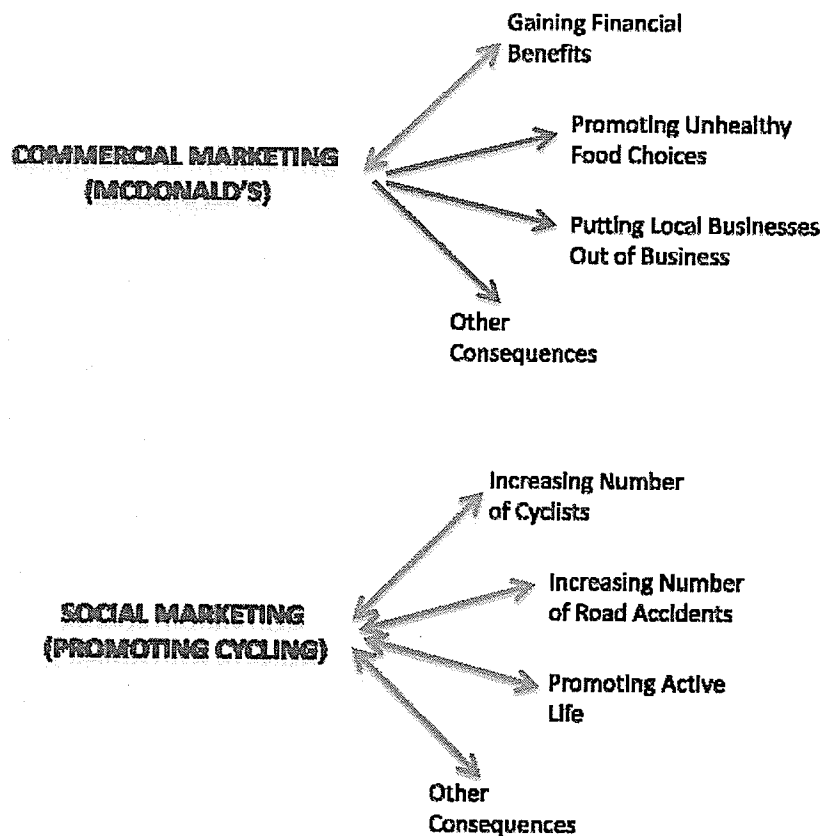 Gaining Financial
Benefits
COMMERCIAL MARKETING
(MCDONALD'S)
Promoting Unhealthy
Food Choices
Putting Local Businesses
Out of Business
Other
Consequences
Increasing Number
of Cyclists
SOCIAL MARKETING
(PROMOTING CYCLING)
Increasing Number
of Road Accidents
Promoting Active
Life
Other
Consequences